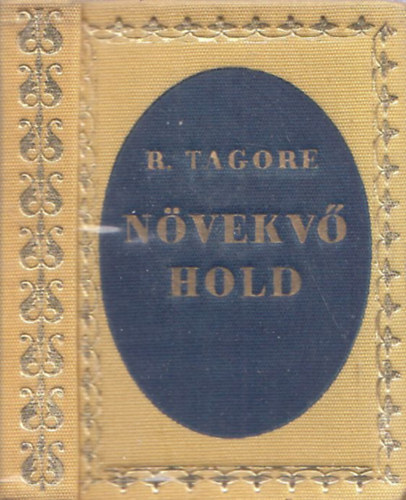 R. TAGORE
NÖVEKVŐ
HOLD